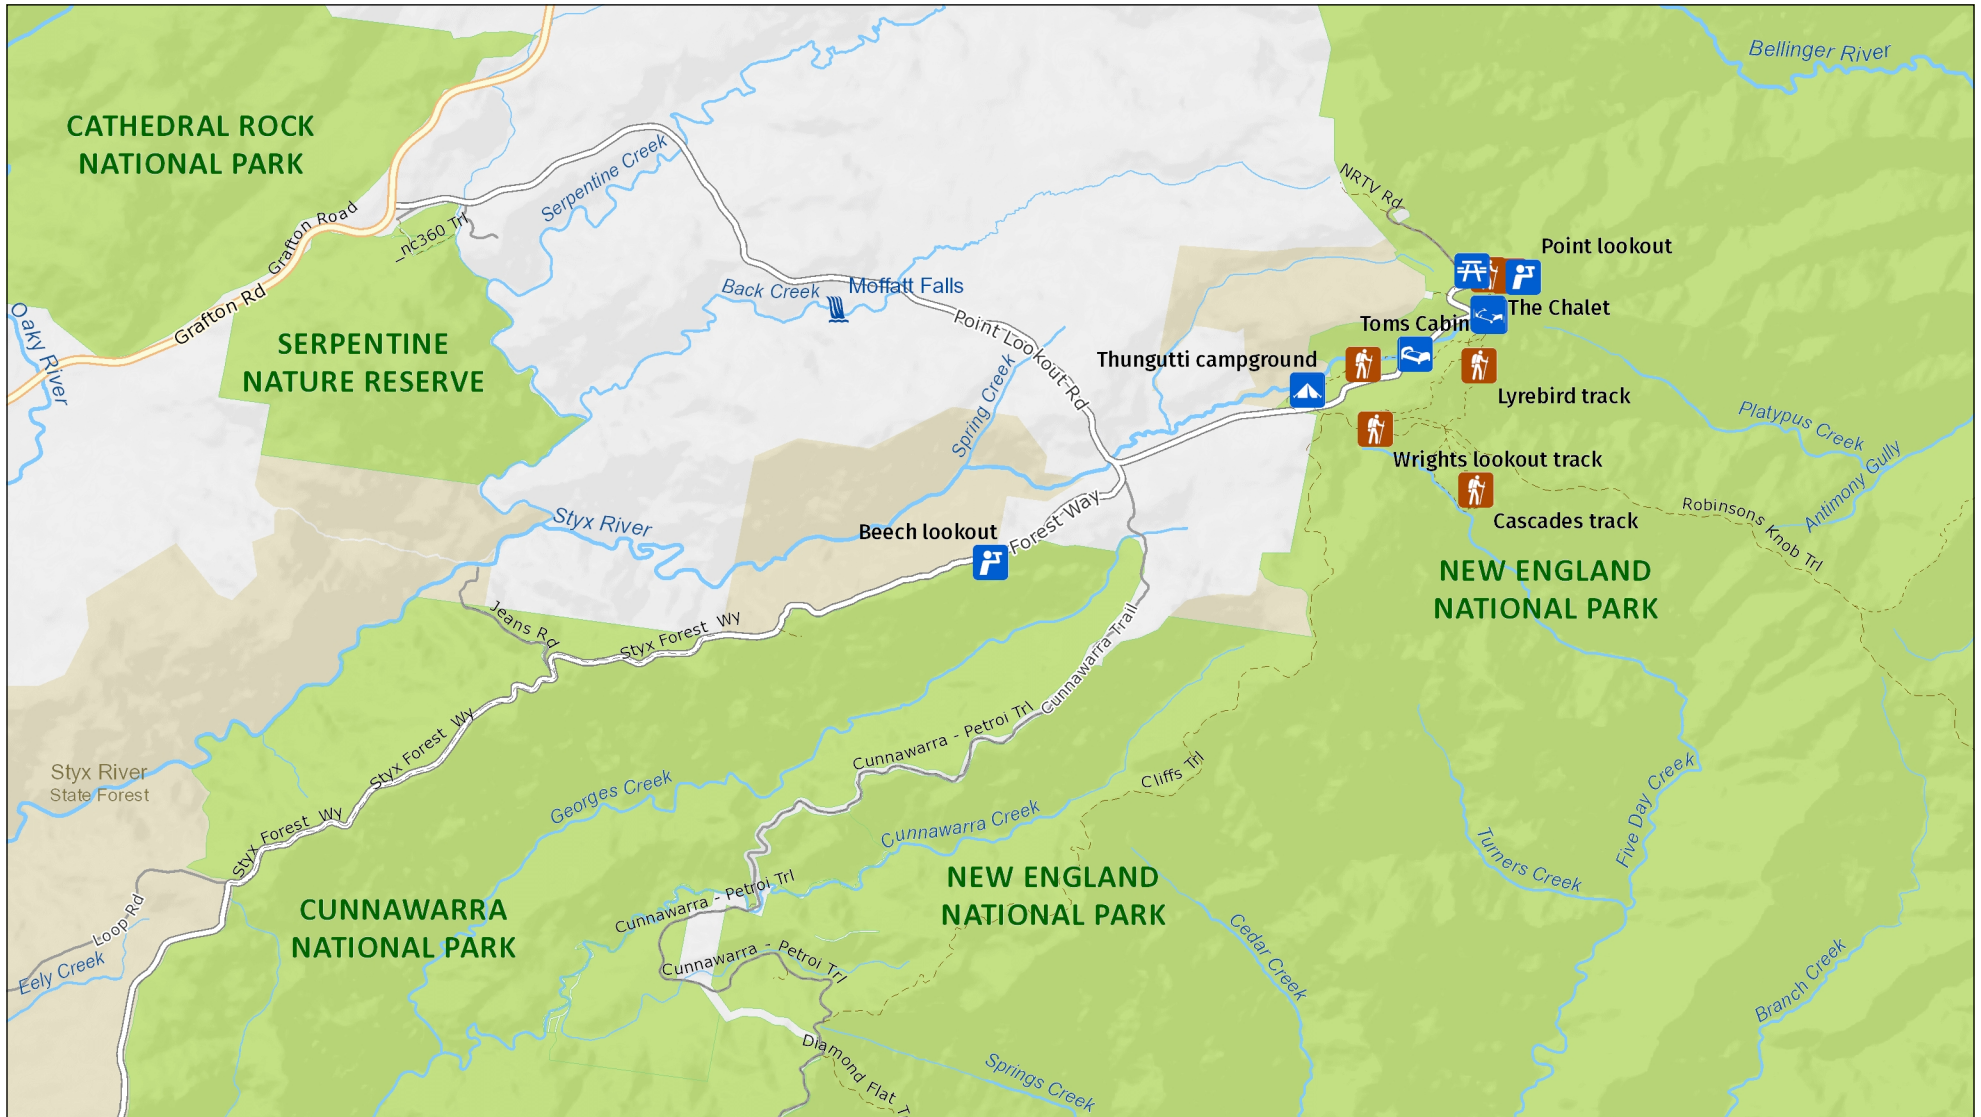 Bellinger River
CATHEDRAL ROCK
NATIONAL PARK
Serpentine Creek
NRTV Rd
Grafton Road
_nc360 Trl
Point lookout
Back Creek
Moffatt Falls
Grafton Rd
The Chalet
Oaky River
Point Lookout Rd
Toms Cabin
SERPENTINE
NATURE RESERVE
Thungutti campground
Spring Creek
Lyrebird track
Platypus Creek
Antimony Gully
Wrights lookout track
Styx River
Forest Way
Beech lookout
Cascades track
Robinsons Knob Trl
NEW ENGLAND
NATIONAL PARK
Jeans Rd
Styx Forest Wy
Cunnawarra Trail
Styx Forest Wy
Cunnawarra - Petroi Trl
Styx River
State Forest
Georges Creek
Cliffs Trl
Five Day Creek
Styx Forest Wy
Cunnawarra Creek
Turners Creek
NEW ENGLAND
NATIONAL PARK
Cunnawarra - Petroi Trl
CUNNAWARRA
NATIONAL PARK
Loop Rd
Eely Creek
Cunnawarra - Petroi Trl
Cedar Creek
Branch Creek
Diamond Flat T
Springs Creek